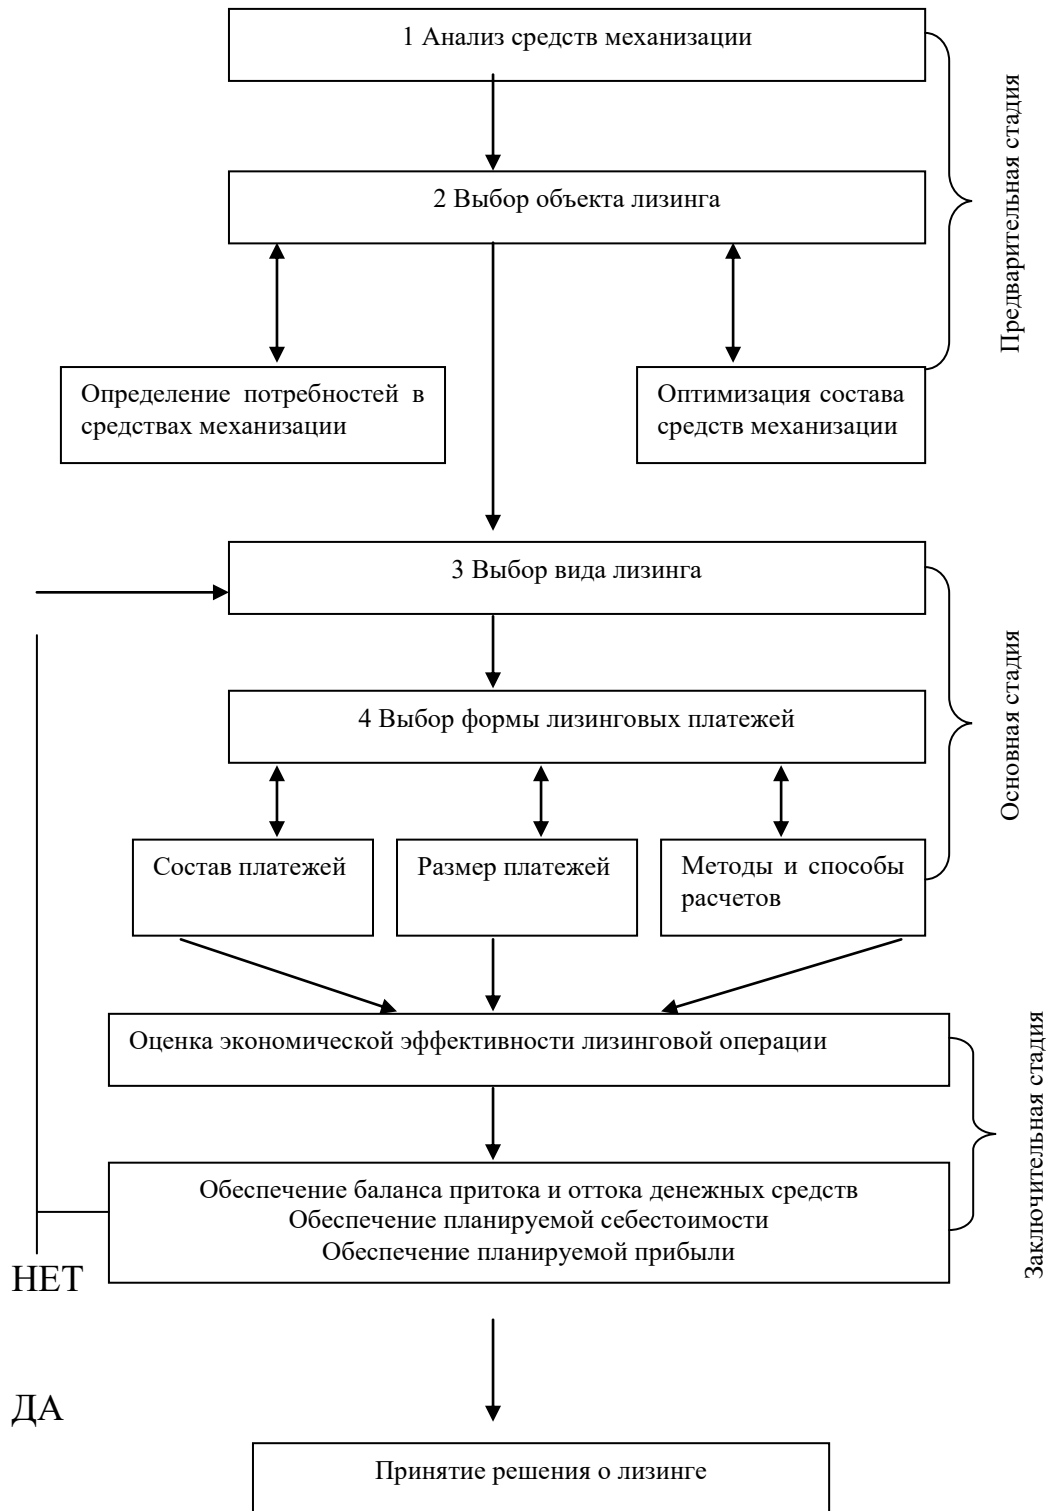 1 Анализ средств механизации
Предварительная стадия
2 Выбор объекта лизинга
Определение потребностей в
средствах механизации
Оптимизация состава
средств механизации
3 Выбор вида лизинга
Основная стадия
4 Выбор формы лизинговых платежей
Состав платежей
Размер платежей
Методы и способы
расчетов
Оценка экономической эффективности лизинговой операции
Заключительная стадия
Обеспечение баланса притока и оттока денежных средств
Обеспечение планируемой себестоимости
Обеспечение планируемой прибыли
НЕТ
ДА
Принятие решения о лизинге